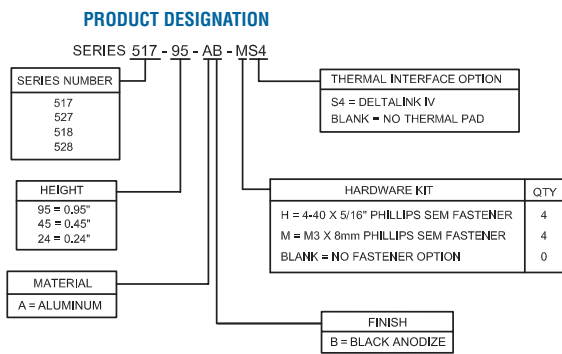 PRODUCT DESIGNATION
SERIES 517 - 95 - AB - MS4
SERIES NUMBER
517
527
518
528
THERMAL INTERFACE OPTION
S4 = DELTALINK IV
BLANK = NO THERMAL PAD
HEIGHT
95 = 0.95"
45 = 0.45"
24 = 0.24"
HARDWARE KIT QTY
H = 4-40 X 5/16" PHILLIPS SEM FASTENER 4
M = M3 X 8mm PHILLIPS SEM FASTENER 4
BLANK = NO FASTENER OPTION 0
MATERIAL
A = ALUMINUM
FINISH
B = BLACK ANODIZE